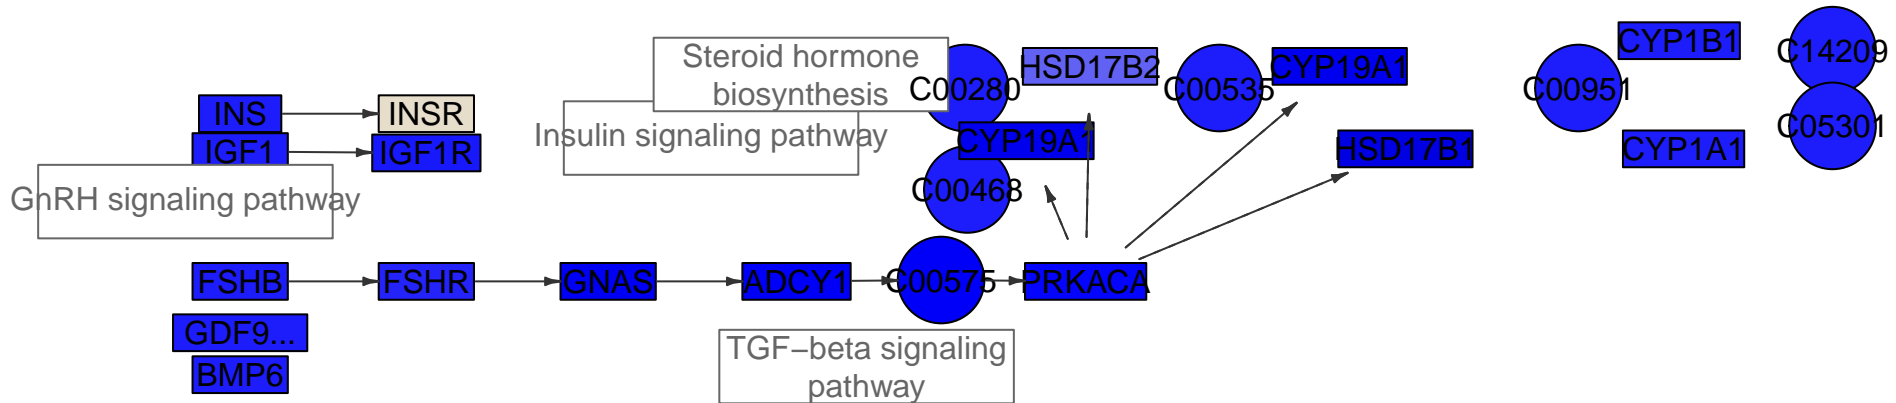 Steroid hormone
biosynthesis
C00280
HSD17B2
C00535
CYP19A1
C00951
CYP1B1
C14209
INS
INSR
Insulin signaling pathway
CYP19A1
HSD17B1
CYP1A1
C05301
IGF1
IGF1R
GnRH signaling pathway
C00468
FSHB
FSHR
GNAS
ADCY1
C00575
PRKACA
GDF9...
BMP6
TGF−beta signaling
pathway